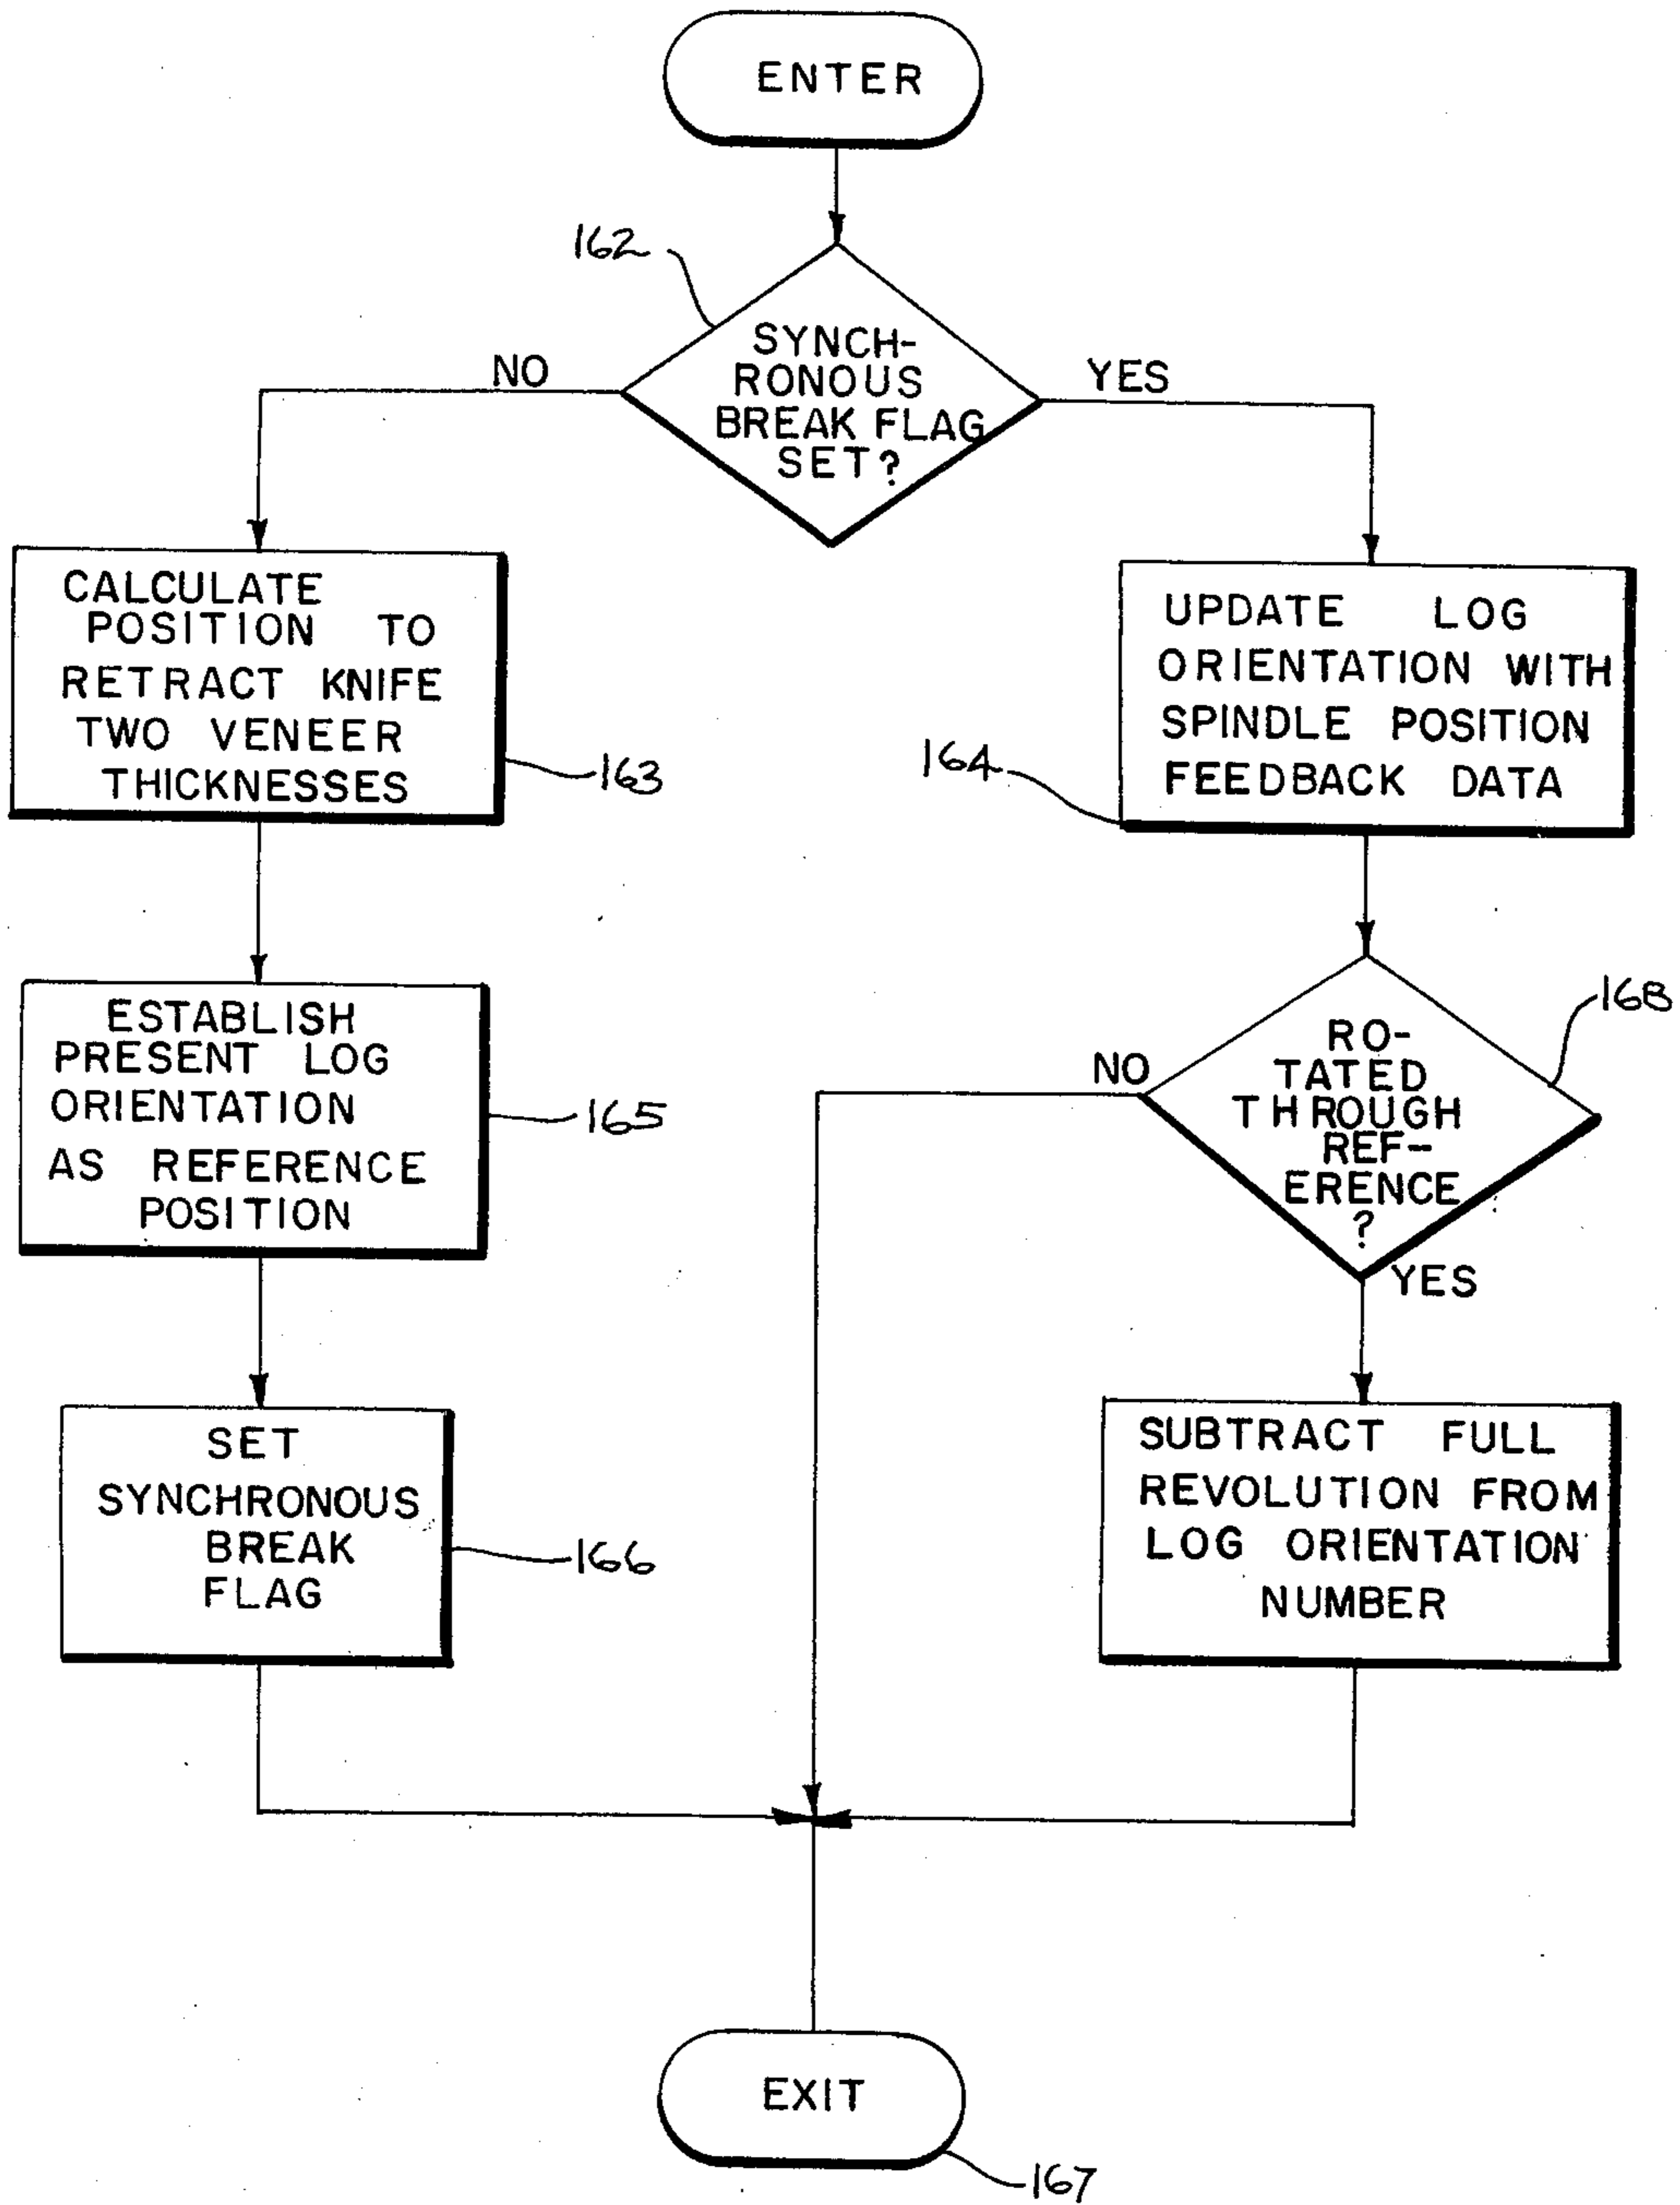 ENTER
162
SYNCH-
RONOUS
BREAK FLAG
SET?
NO
YES
CALCULATE
POSITION TO
RETRACT KNIFE
TWO VENEER
THICKNESSES
163
UPDATE LOG
ORIENTATION WITH
SPINDLE POSITION
FEEDBACK DATA
164
ESTABLISH
PRESENT LOG
ORIENTATION
AS REFERENCE
POSITION
165
RO-
TATED
THROUGH
REF-
ERENCE
?
168
NO
YES
SET
SYNCHRONOUS
BREAK
FLAG
166
SUBTRACT FULL
REVOLUTION FROM
LOG ORIENTATION
NUMBER
EXIT
167